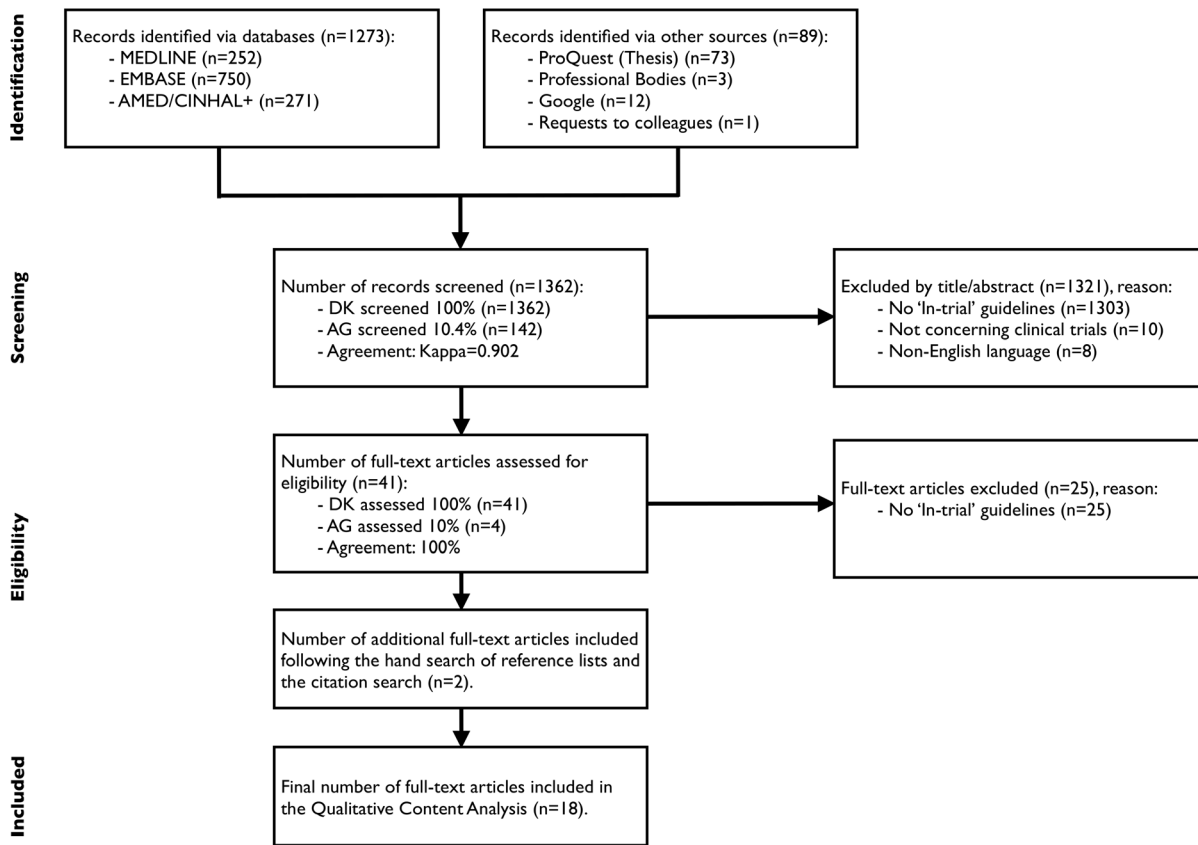 Identification
Records identified via databases (n=1273):
- MEDLINE (n=252)
- EMBASE (n=750)
- AMED/CINHAL+ (n=271)
Records identified via other sources (n=89):
- ProQuest (Thesis) (n=73)
- Professional Bodies (n=3)
- Google (n=12)
- Requests to colleagues (n=1)
Screening
Number of records screened (n=1362):
- DK screened 100% (n=1362)
- AG screened 10.4% (n=142)
- Agreement: Kappa=0.902
Excluded by title/abstract (n=1321), reason:
- No ‘In-trial’ guidelines (n=1303)
- Not concerning clinical trials (n=10)
- Non-English language (n=8)
Eligibility
Number of full-text articles assessed for
eligibility (n=41):
- DK assessed 100% (n=41)
- AG assessed 10% (n=4)
- Agreement: 100%
Full-text articles excluded (n=25), reason:
- No ‘In-trial’ guidelines (n=25)
Number of additional full-text articles included
following the hand search of reference lists and
the citation search (n=2).
Included
Final number of full-text articles included in
the Qualitative Content Analysis (n=18).